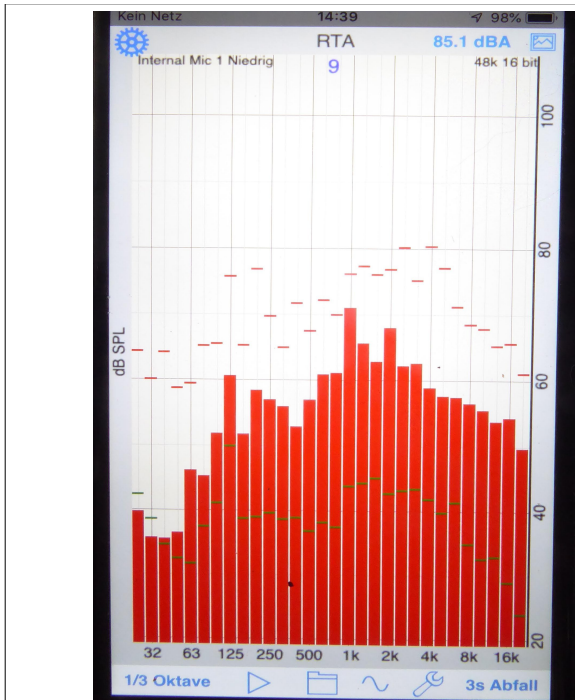 Kein Netz 14:39 98%
RTA 85.1 dBA
Internal Mic 1 Niedrig 9 48k 16 bit
100
80
dB SPL
60
40
20
32 63 125 250 500 1k 2k 4k 8k 16k
1/3 Oktave 3s Abfall